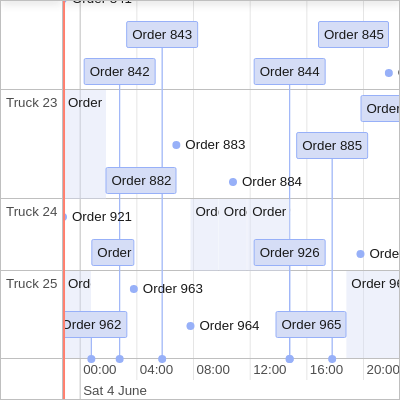 Order 841
Order 843
Order 845
Order 842
Order 844
Truck 23
Order
Order
Order 883
Order 885
Order 882
Order 884
Truck 24
Order 921
Ord
Ord
Order
Order
Order 926
Orde
Truck 25
Ord
Order 963
Order 96
Order 962
Order 964
Order 965
00:00
04:00
08:00
12:00
16:00
20:00
Sat 4 June